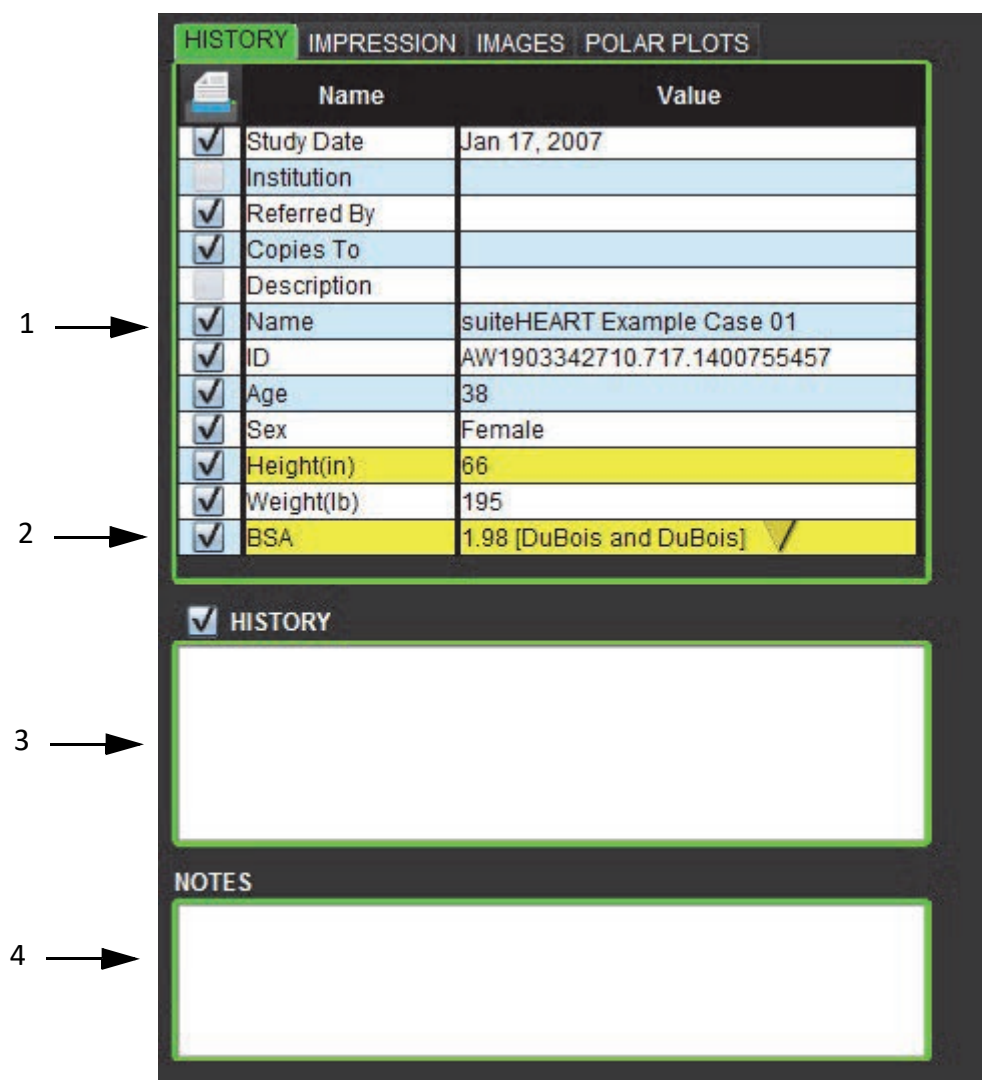 HISTORY IMPRESSION IMAGES POLAR PLOTS
Name Value
Study Date Jan 17, 2007
Institution
Referred By
Copies To
Description
1 Name suiteHEART Example Case 01
ID AW1903342710.717.1400755457
Age 38
Sex Female
Height(in) 66
Weight(lb) 195
2 BSA 1.98 [DuBois and DuBois]
HISTORY
3
NOTES
4